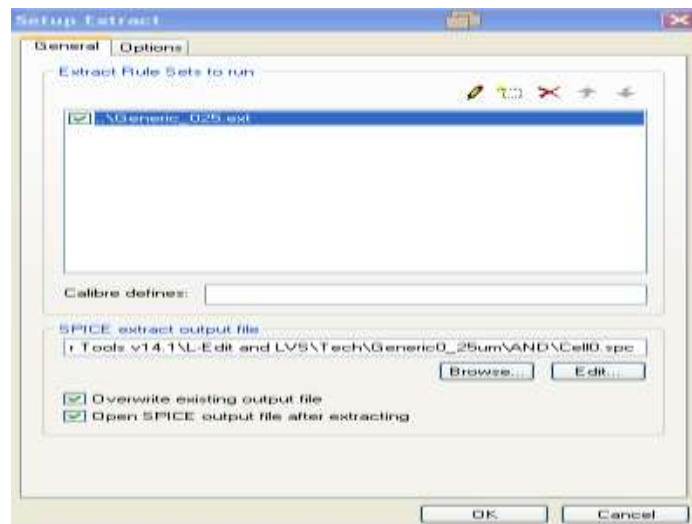 Setup Extract
General Options
Extract Rule Sets to run
..\Generic_025.ext
Calibre defines:
SPICE extract output file
r Tools v14.1\L-Edit and LVS\Tech\Generic0_25um\AND\Cell0.spc
Browse... Edit...
Overwrite existing output file
Open SPICE output file after extracting
OK Cancel